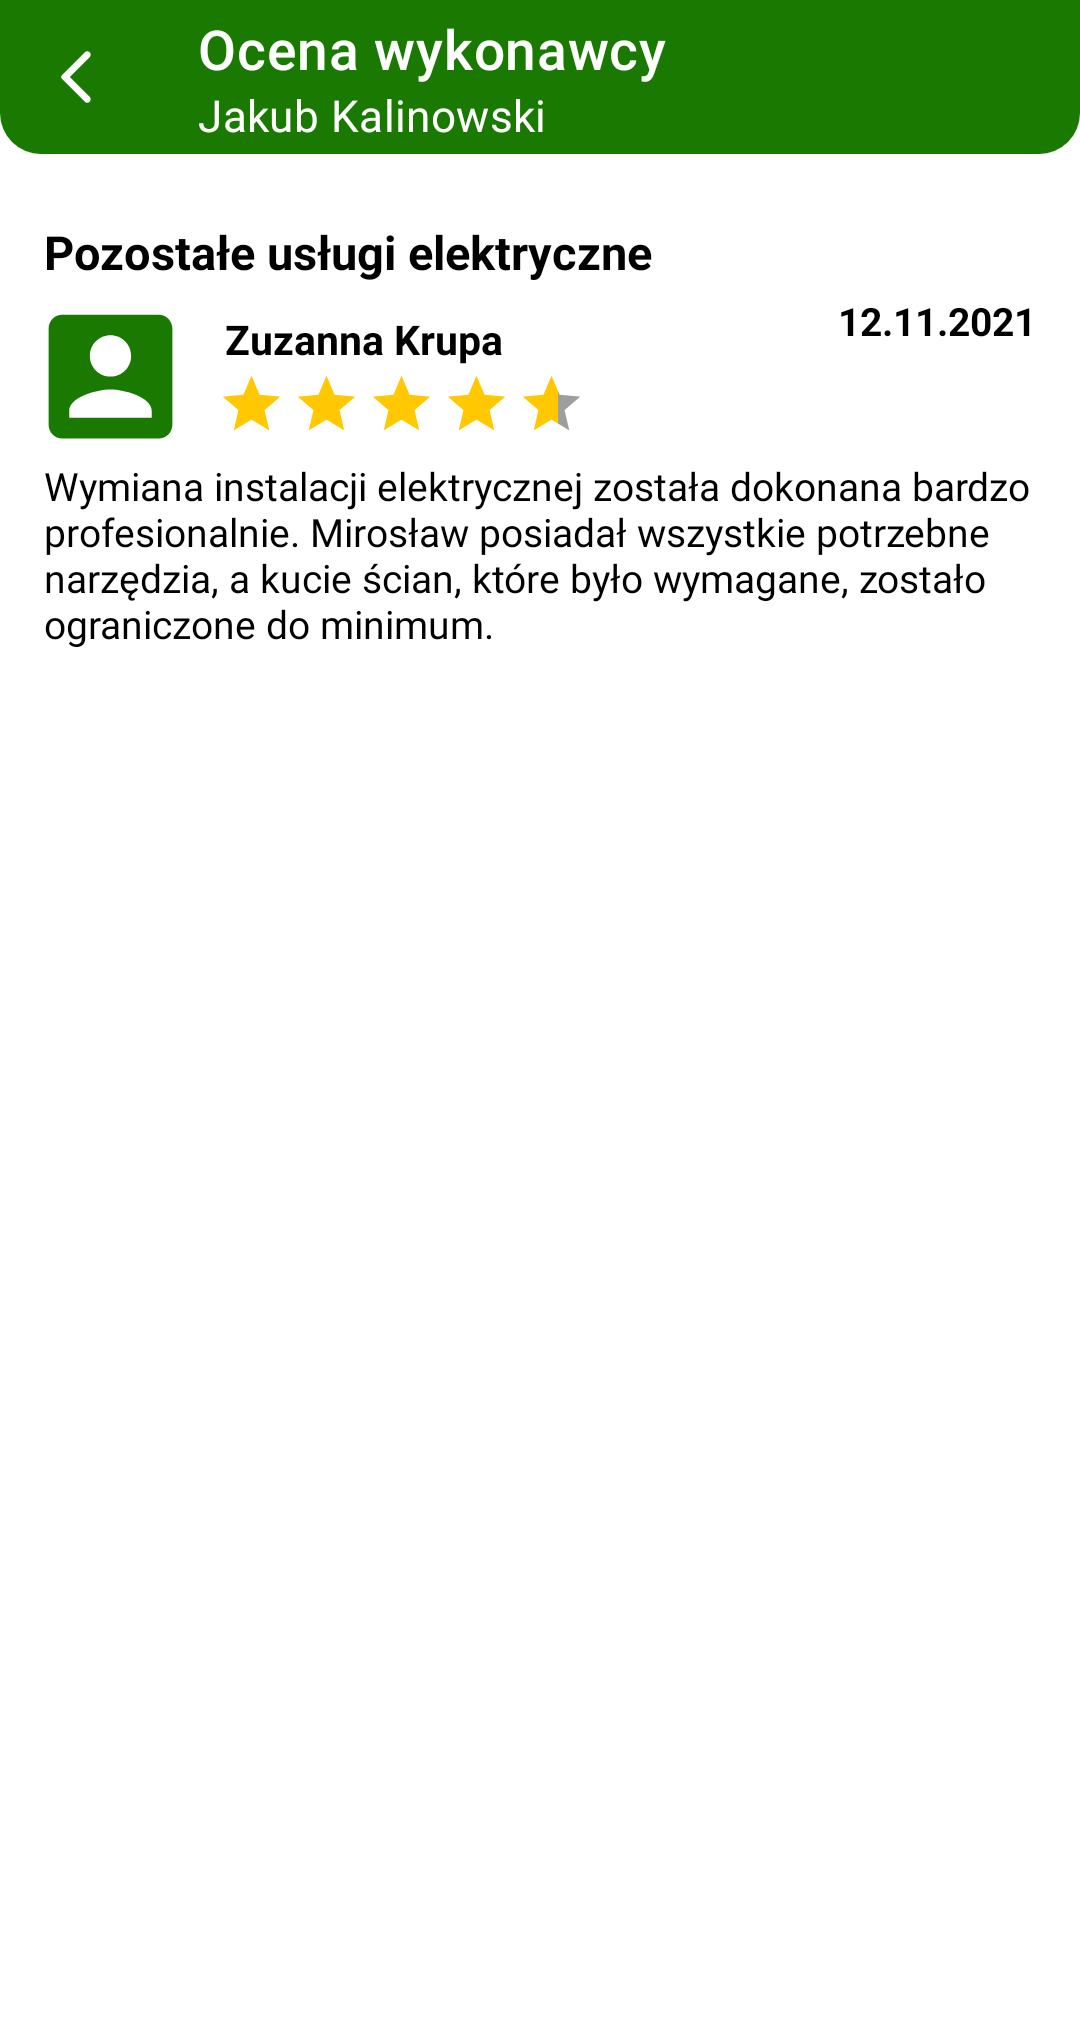 Ocena wykonawcy
Jakub Kalinowski
Pozostałe usługi elektryczne
Zuzanna Krupa
12.11.2021
Wymiana instalacji elektrycznej została dokonana bardzo
profesionalnie. Mirosław posiadał wszystkie potrzebne
narzędzia, a kucie ścian, które było wymagane, zostało
ograniczone do minimum.